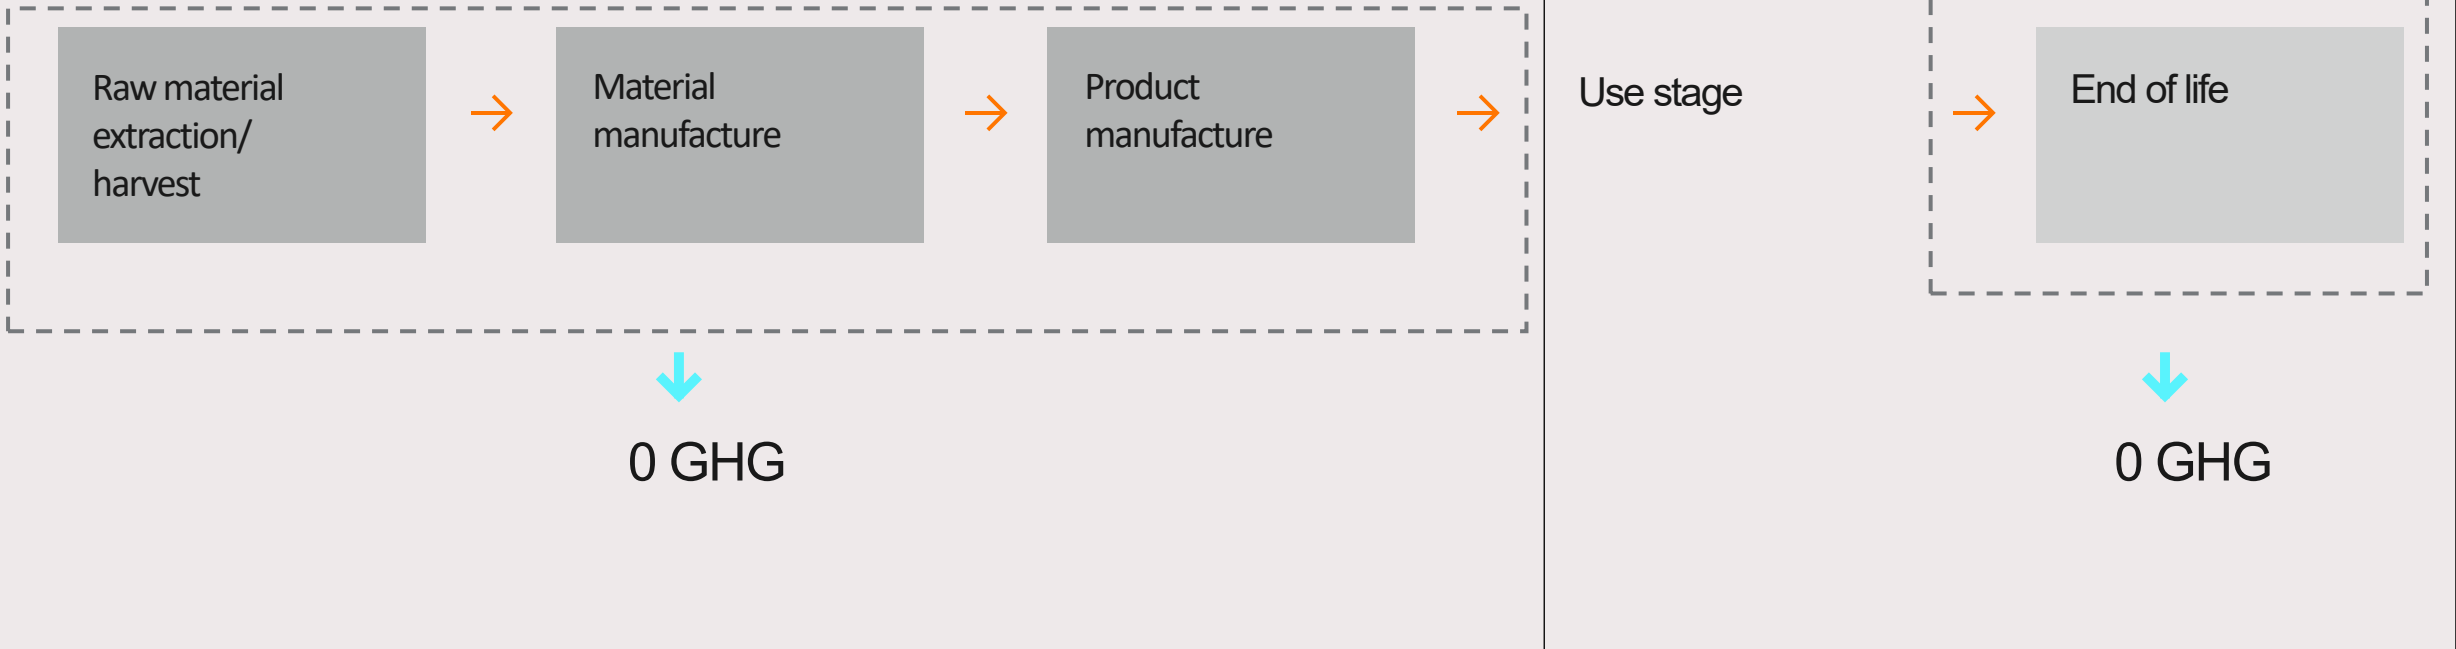 Raw material
extraction/
harvest
Material
manufacture
Product
manufacture
Use stage
End of life
0 GHG
0 GHG